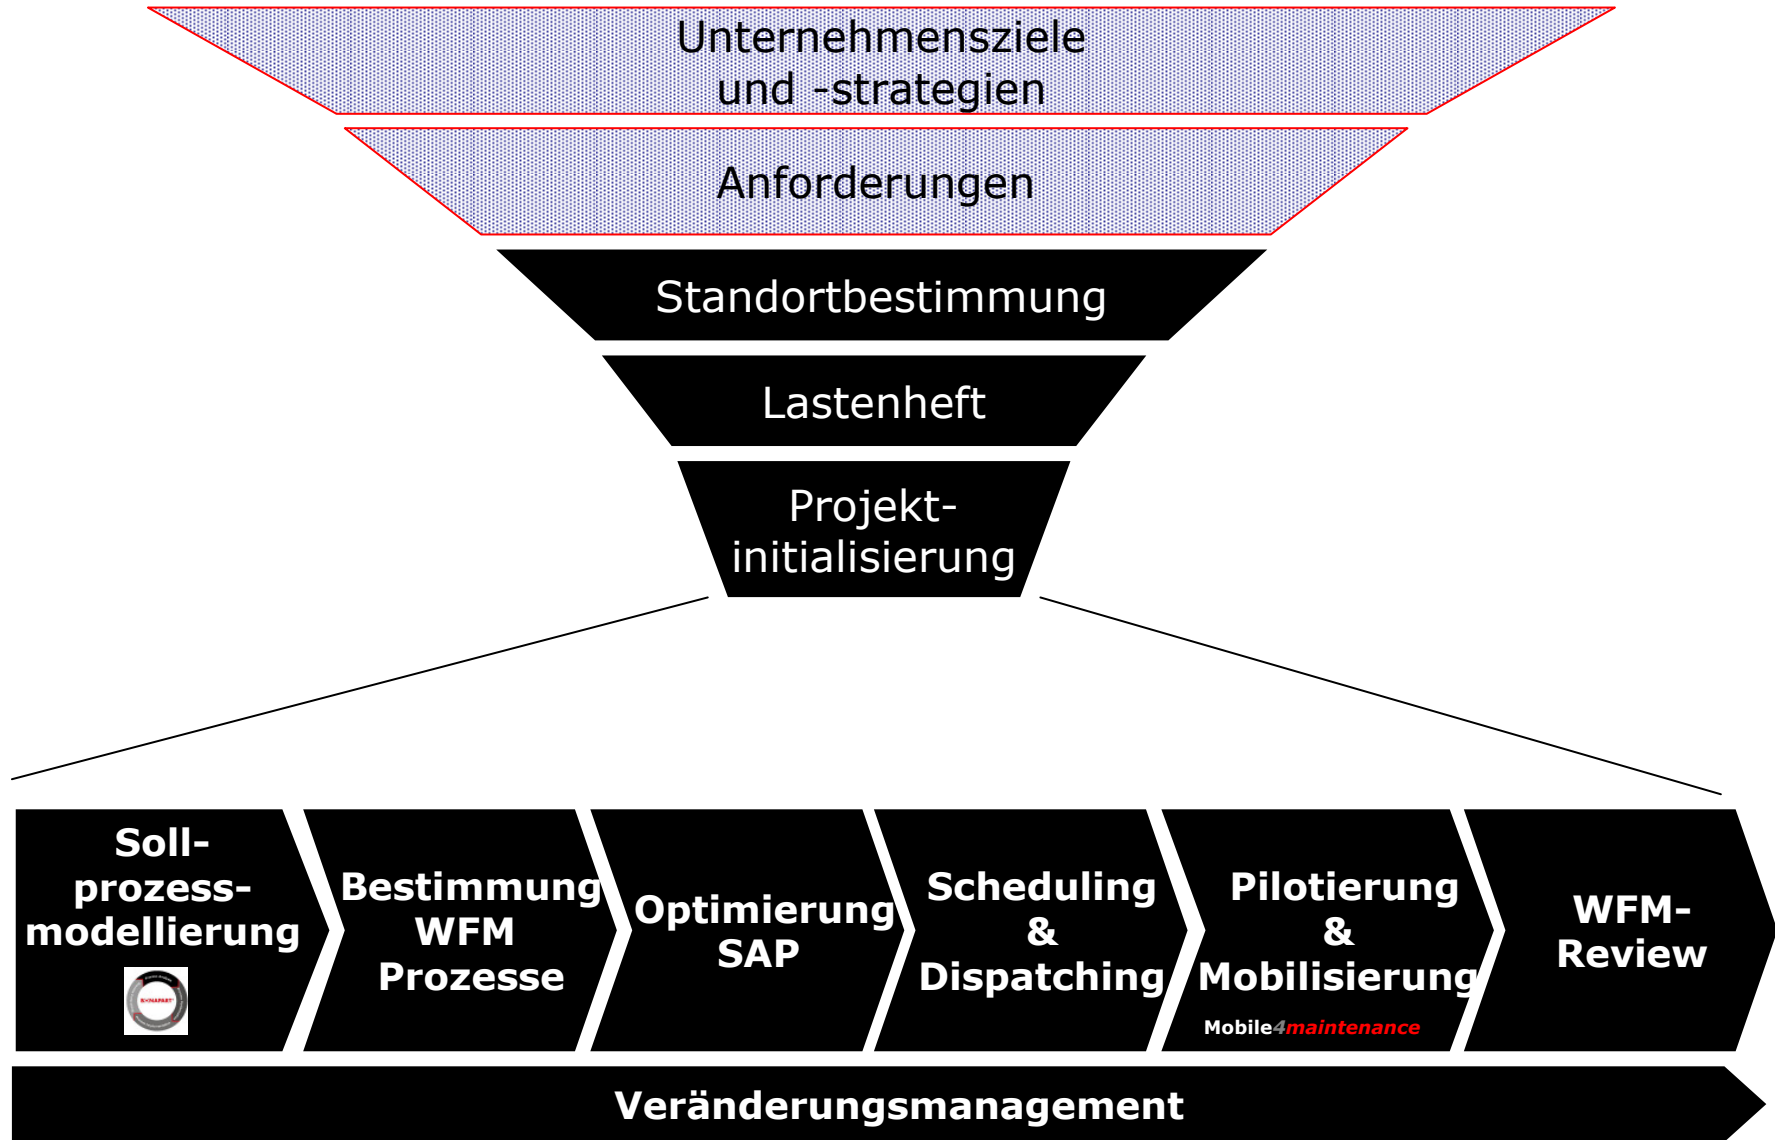 Unternehmensziele
und -strategien
Anforderungen
Standortbestimmung
Lastenheft
Projekt-
initialisierung
Soll-
prozess-
modellierung
BONAPART
Bestimmung
WFM
Prozesse
Optimierung
SAP
Scheduling
&
Dispatching
Pilotierung
&
Mobilisierung
Mobile4maintenance
WFM-
Review
Veränderungsmanagement